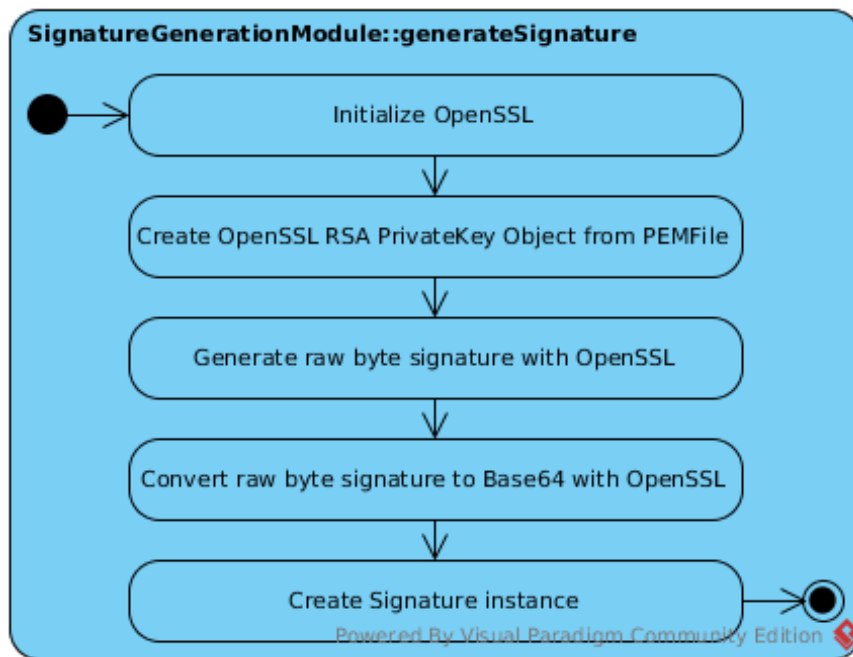 SignatureGenerationModule::generateSignature
Initialize OpenSSL
Create OpenSSL RSA PrivateKey Object from PEMFile
Generate raw byte signature with OpenSSL
Convert raw byte signature to Base64 with OpenSSL
Create Signature instance
Powered By Visual Paradigm Community Edition